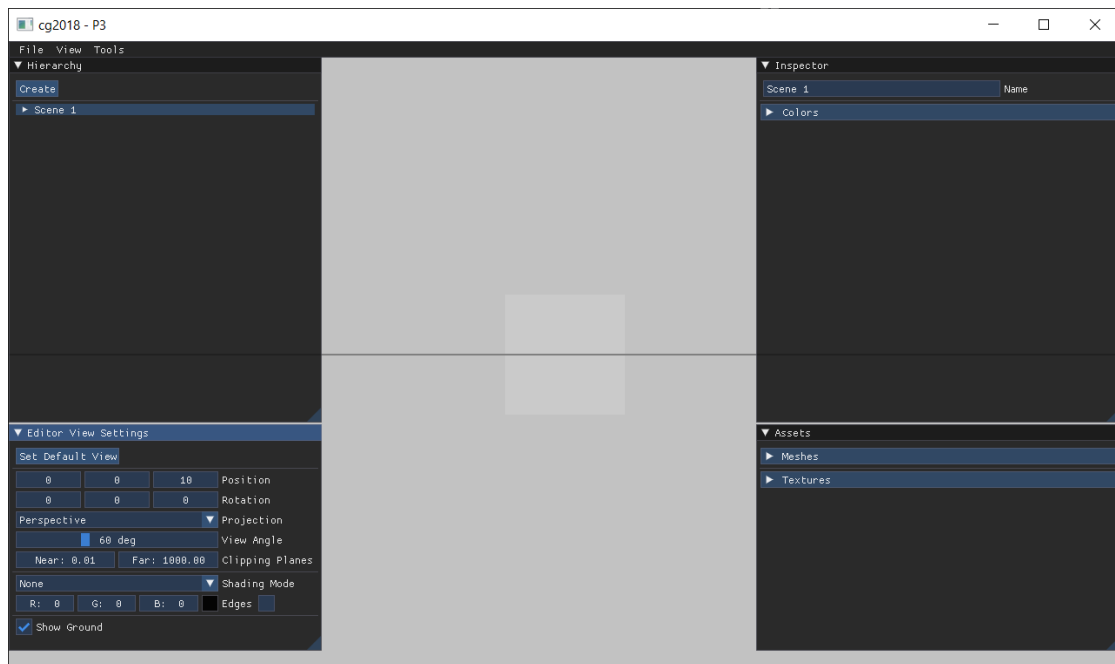 cg2018 - P3
File View Tools
Hierarchy
Create
Scene 1
Inspector
Scene 1 Name
Colors
Editor View Settings
Set Default View
0 0 10 Position
0 0 0 Rotation
Perspective Projection
60 deg View Angle
Near: 0.01 Far: 1000.00 Clipping Planes
None Shading Mode
R: 0 G: 0 B: 0 Edges
Show Ground
Assets
Meshes
Textures